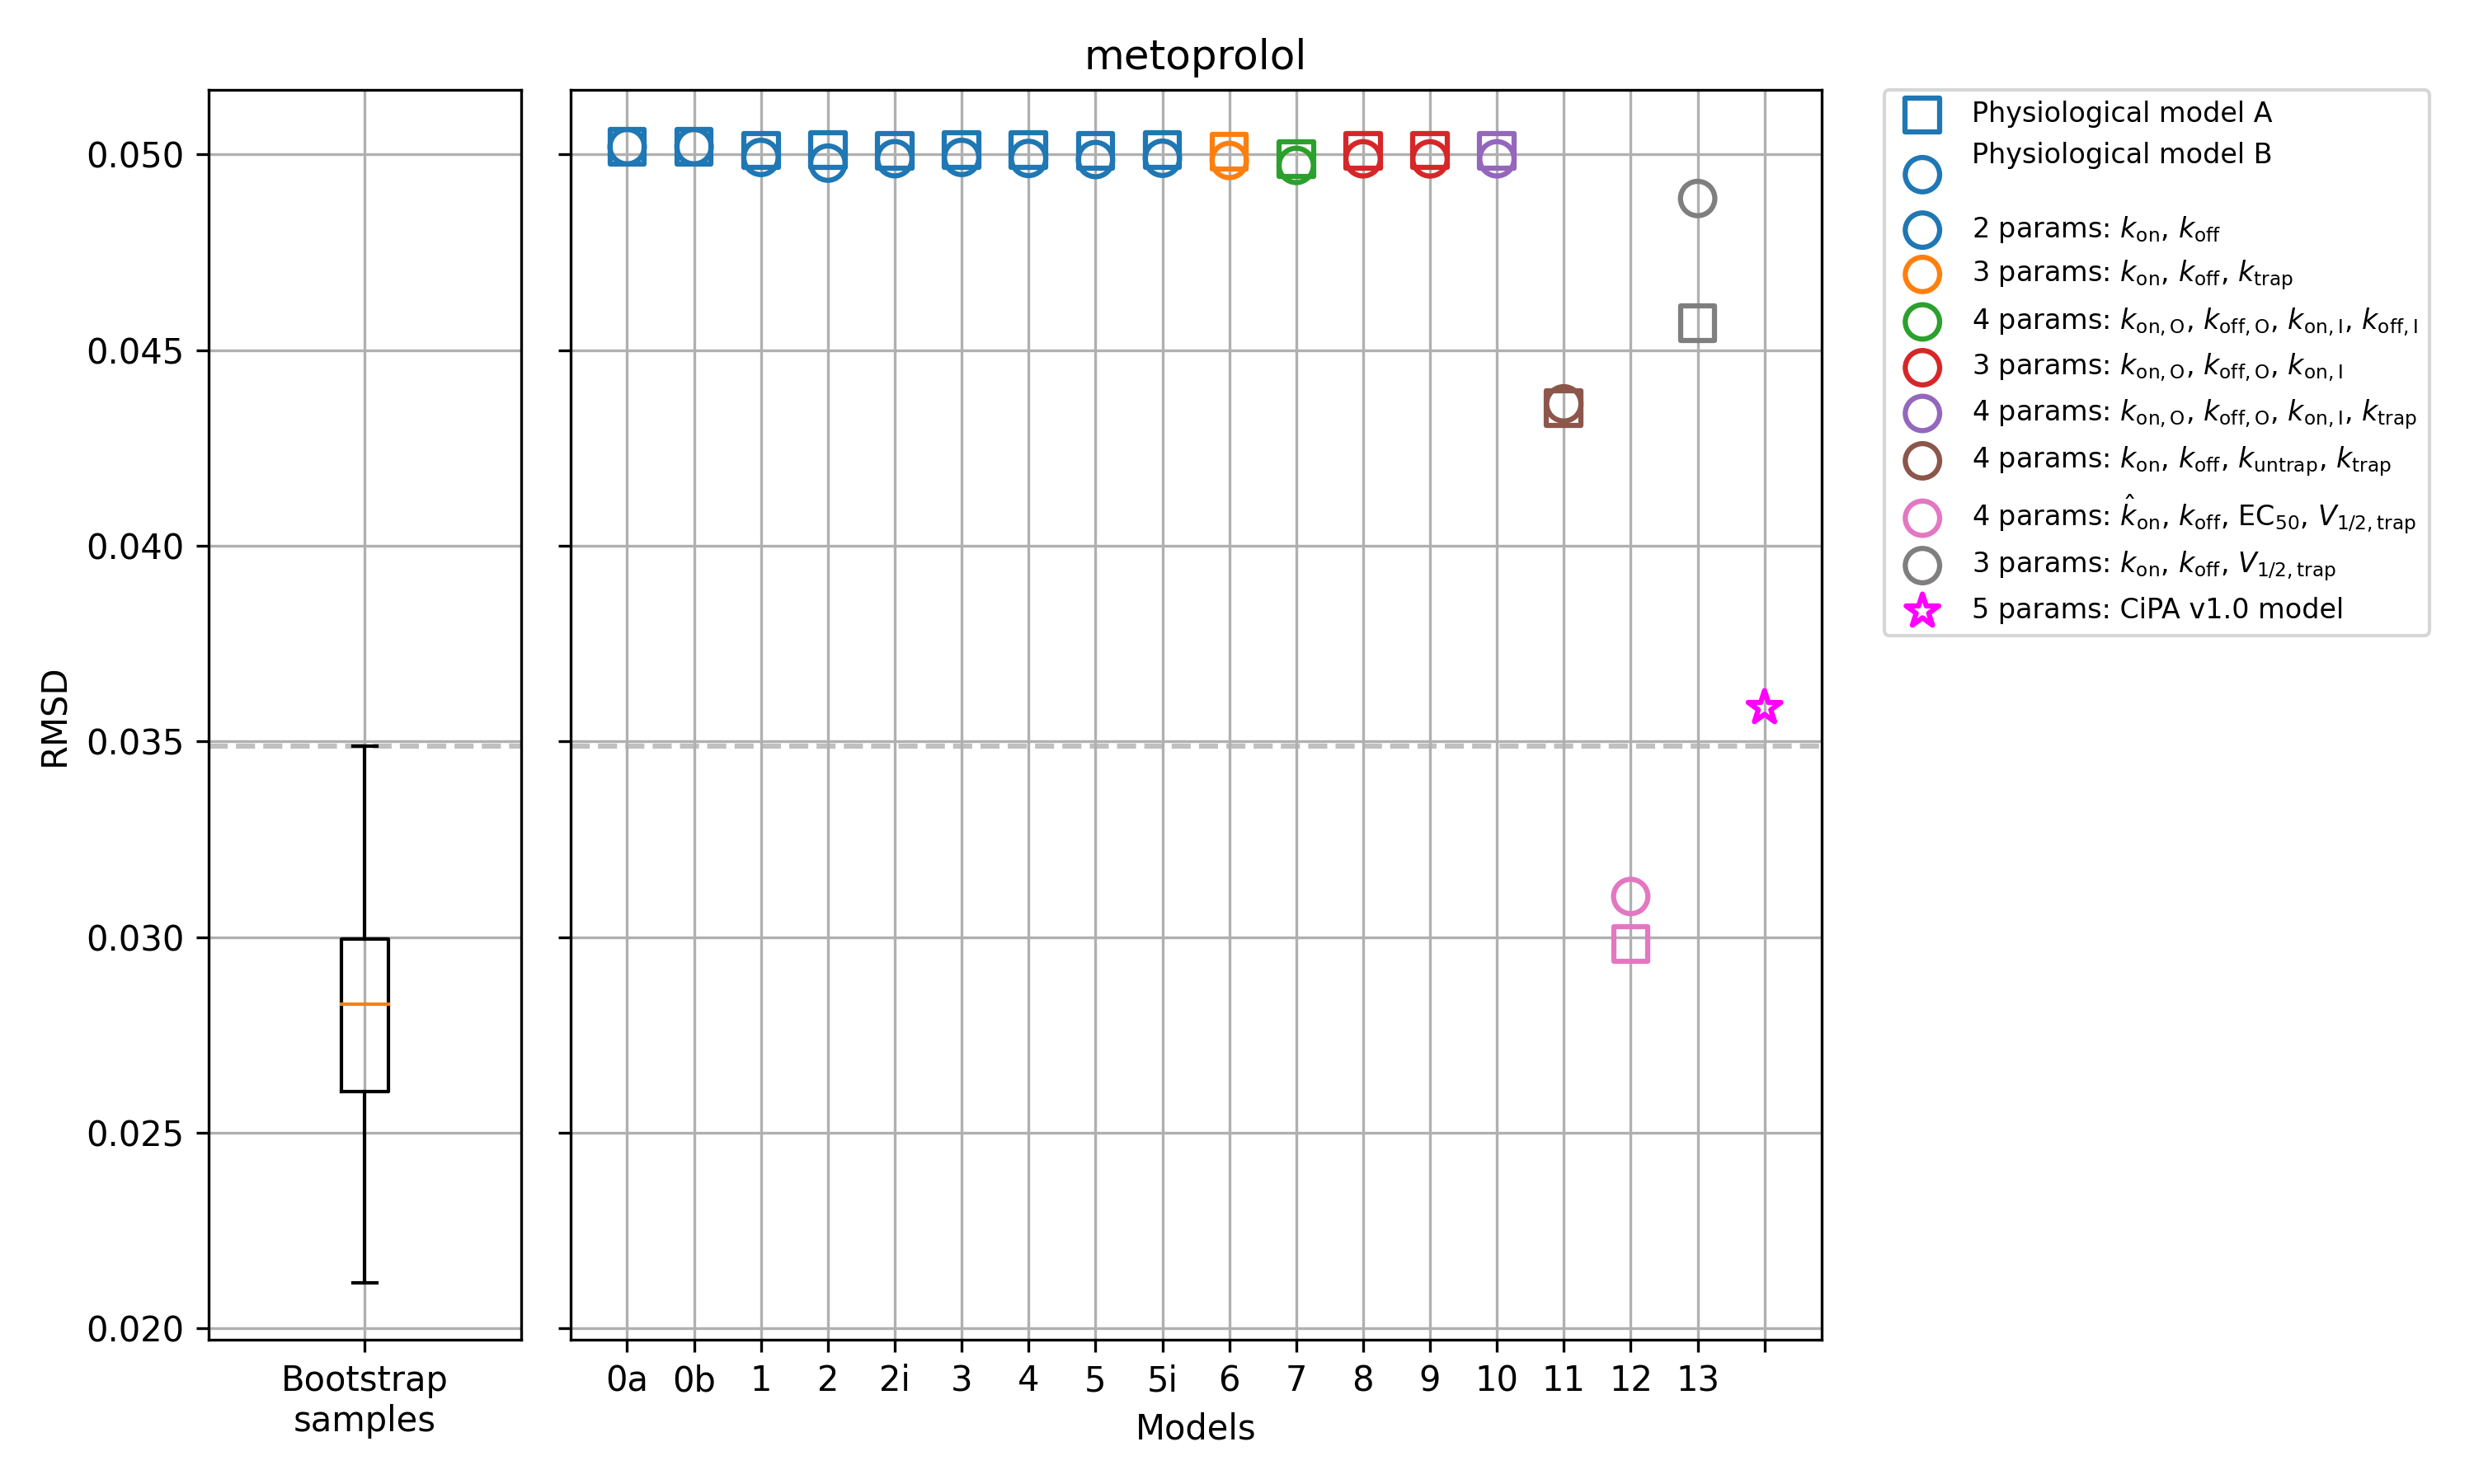 metoprolol
RMSD
0.050
0.045
0.040
0.035
0.030
0.025
0.020
Bootstrap
samples
0a 0b 1 2 2i 3 4 5 5i 6 7 8 9 10 11 12 13
Models
Physiological model A
Physiological model B
2 params: k_on, k_off
3 params: k_on, k_off, k_trap
4 params: k_on,O, k_off,O, k_on,I, k_off,I
3 params: k_on,O, k_off,O, k_on,I
4 params: k_on,O, k_off,O, k_on,I, k_trap
4 params: k_on, k_off, k_untrap, k_trap
4 params: k̂_on, k_off, EC_50, V_1/2,trap
3 params: k_on, k_off, V_1/2,trap
5 params: CiPA v1.0 model